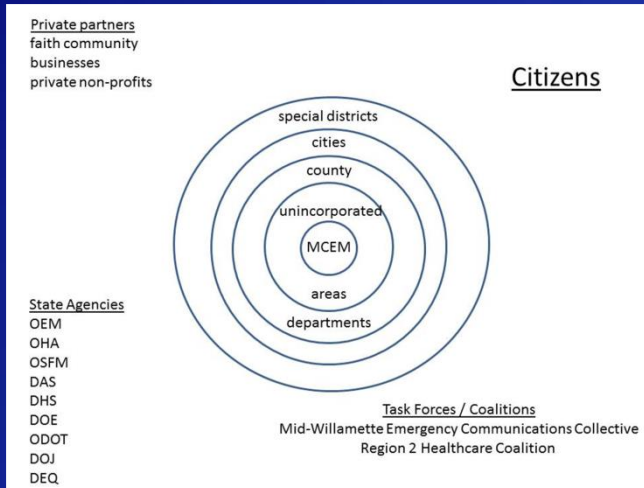 Private partners
faith community
businesses
private non-profits
Citizens
special districts
cities
county
unincorporated
MCEM
areas
departments
State Agencies
OEM
OHA
OSFM
DAS
DHS
DOE
ODOT
DOJ
DEQ
Task Forces / Coalitions
Mid-Willamette Emergency Communications Collective
Region 2 Healthcare Coalition